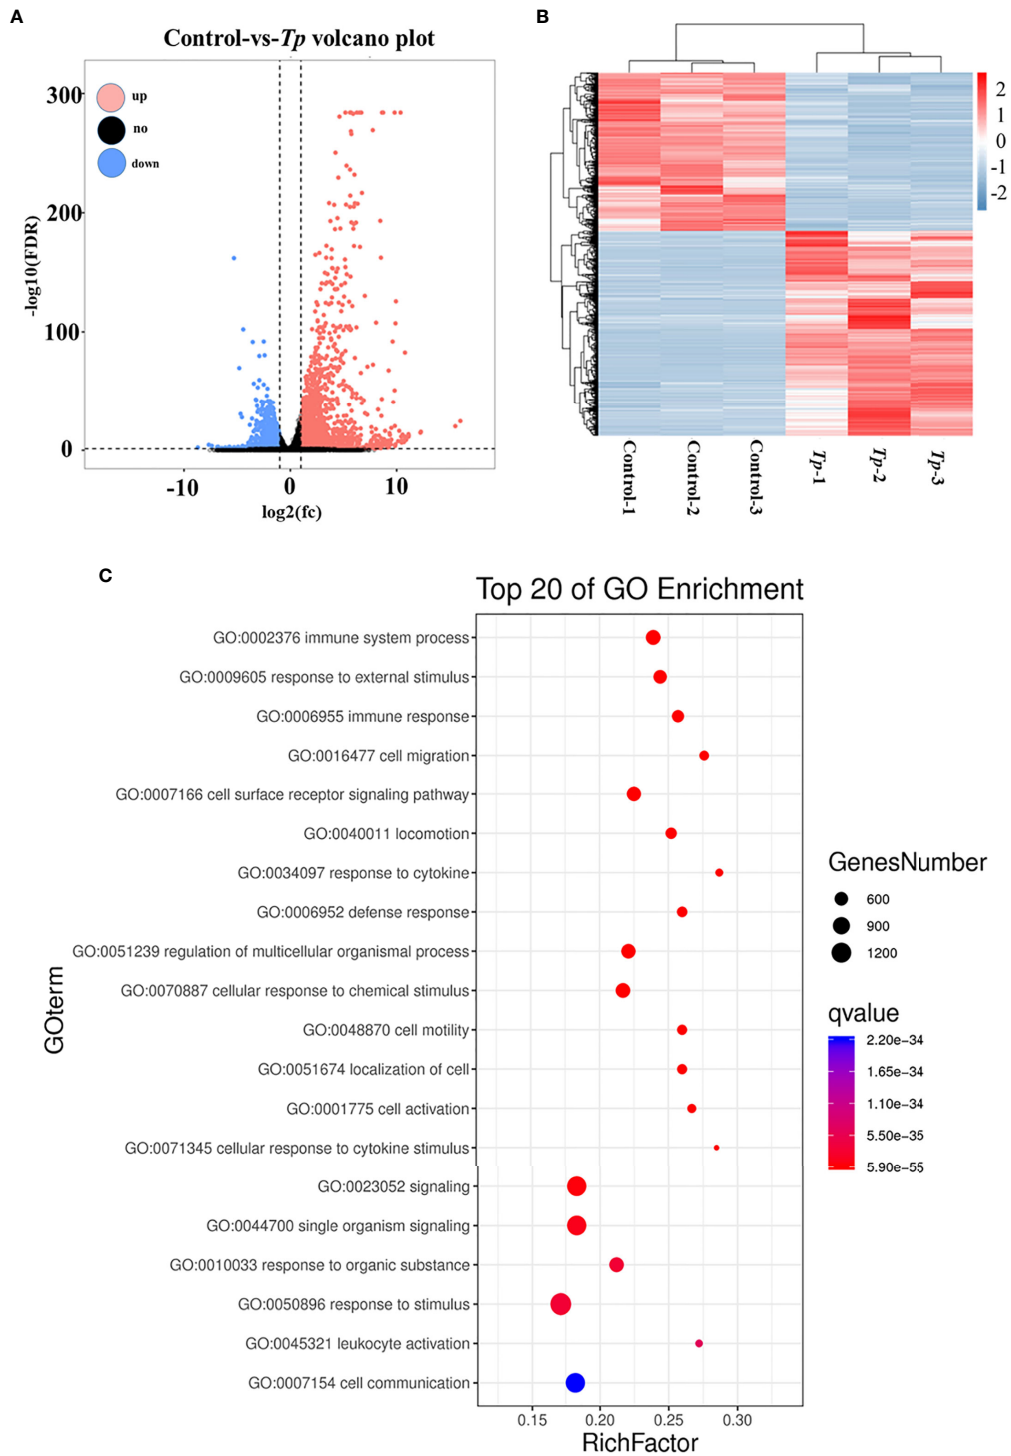 A
Control-vs-Tp volcano plot
300
200
100
0
-log10(FDR)
up
no
down
-10
0
10
log2(fc)
B
2
1
0
-1
-2
Control-1
Control-2
Control-3
Tp-1
Tp-2
Tp-3
C
Top 20 of GO Enrichment
GOterm
GO:0002376 immune system process
GO:0009605 response to external stimulus
GO:0006955 immune response
GO:0016477 cell migration
GO:0007166 cell surface receptor signaling pathway
GO:0040011 locomotion
GO:0034097 response to cytokine
GO:0006952 defense response
GO:0051239 regulation of multicellular organismal process
GO:0070887 cellular response to chemical stimulus
GO:0048870 cell motility
GO:0051674 localization of cell
GO:0001775 cell activation
GO:0071345 cellular response to cytokine stimulus
GO:0023052 signaling
GO:0044700 single organism signaling
GO:0010033 response to organic substance
GO:0050896 response to stimulus
GO:0045321 leukocyte activation
GO:0007154 cell communication
0.15
0.20
0.25
0.30
RichFactor
GenesNumber
600
900
1200
qvalue
2.20e-34
1.65e-34
1.10e-34
5.50e-35
5.90e-55